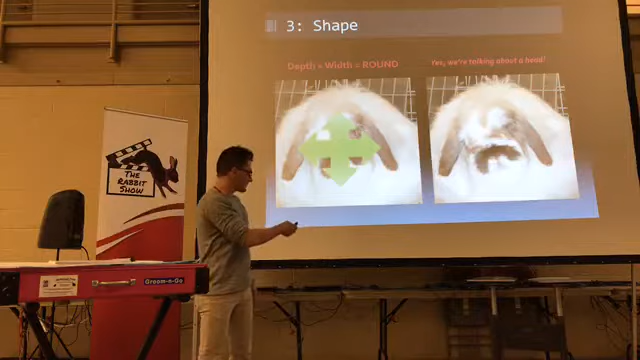 3: Shape
Depth = Width = ROUND
Yes, we're talking about a head!
THE
RABBIT
SHOW
Groom-n-Go